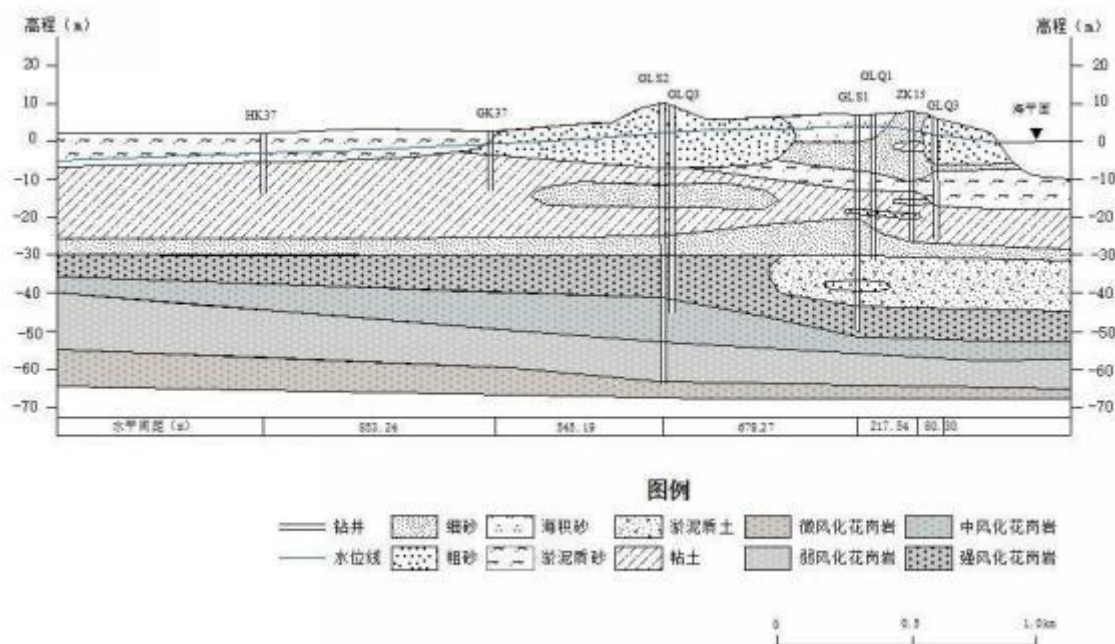 高程（m） 高程（m）
20 20
10 10
0 0
-10 -10
-20 -20
-30 -30
-40 -40
-50 -50
-60 -60
-70 -70
HK37 GK37 GLS2 GLQ3 GLS1 GLQ1 ZK15 GLQ3
海平面
水平间距（m） 853.24 545.19 679.27 217.54 80.30
图例
钻井 细砂 海积砂 淤泥质土 微风化花岗岩 中风化花岗岩
水位线 粗砂 淤泥质砂 粘土 弱风化花岗岩 强风化花岗岩
0 0.5 1.0km